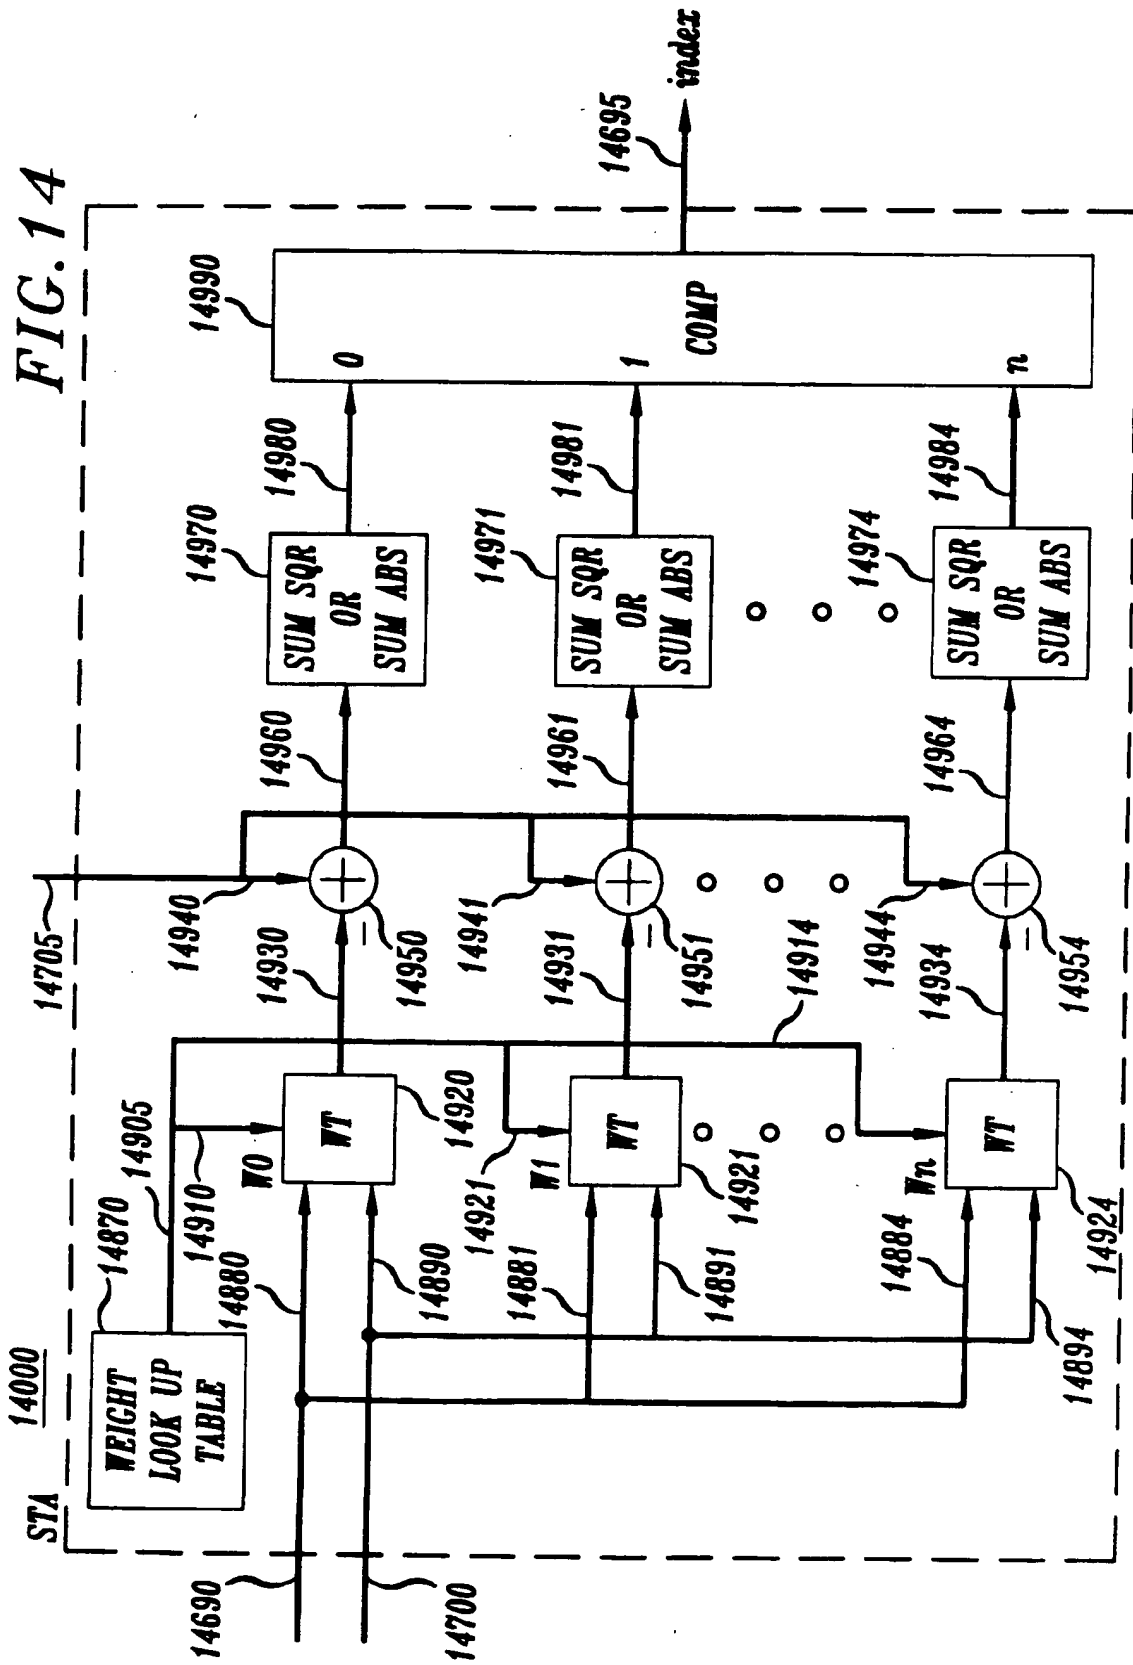 FIG. 14
14000
STA
14870
WEIGHT
LOOK UP
TABLE
14905
14910
14705
14940
14690
14700
14880
14890
W0
WT
14920
14930
14950
14960
14970
SUM SQR
OR
SUM ABS
14980
14990
0
1
n
COMP
14695
index
14921
14881
14891
W1
WT
14921
14931
14941
14951
14961
14971
SUM SQR
OR
SUM ABS
14981
14914
14884
14894
Wn
WT
14924
14934
14944
14954
14964
14974
SUM SQR
OR
SUM ABS
14984